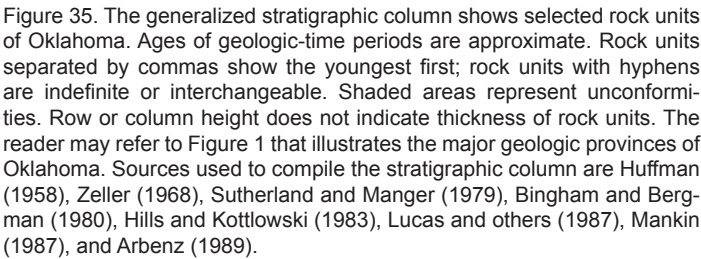 Figure 35. The generalized stratigraphic column shows selected rock units
of Oklahoma. Ages of geologic-time periods are approximate. Rock units
separated by commas show the youngest first; rock units with hyphens
are indefinite or interchangeable. Shaded areas represent unconformi-
ties. Row or column height does not indicate thickness of rock units. The
reader may refer to Figure 1 that illustrates the major geologic provinces of
Oklahoma. Sources used to compile the stratigraphic column are Huffman
(1958), Zeller (1968), Sutherland and Manger (1979), Bingham and Berg-
man (1980), Hills and Kottlowski (1983), Lucas and others (1987), Mankin
(1987), and Arbenz (1989).